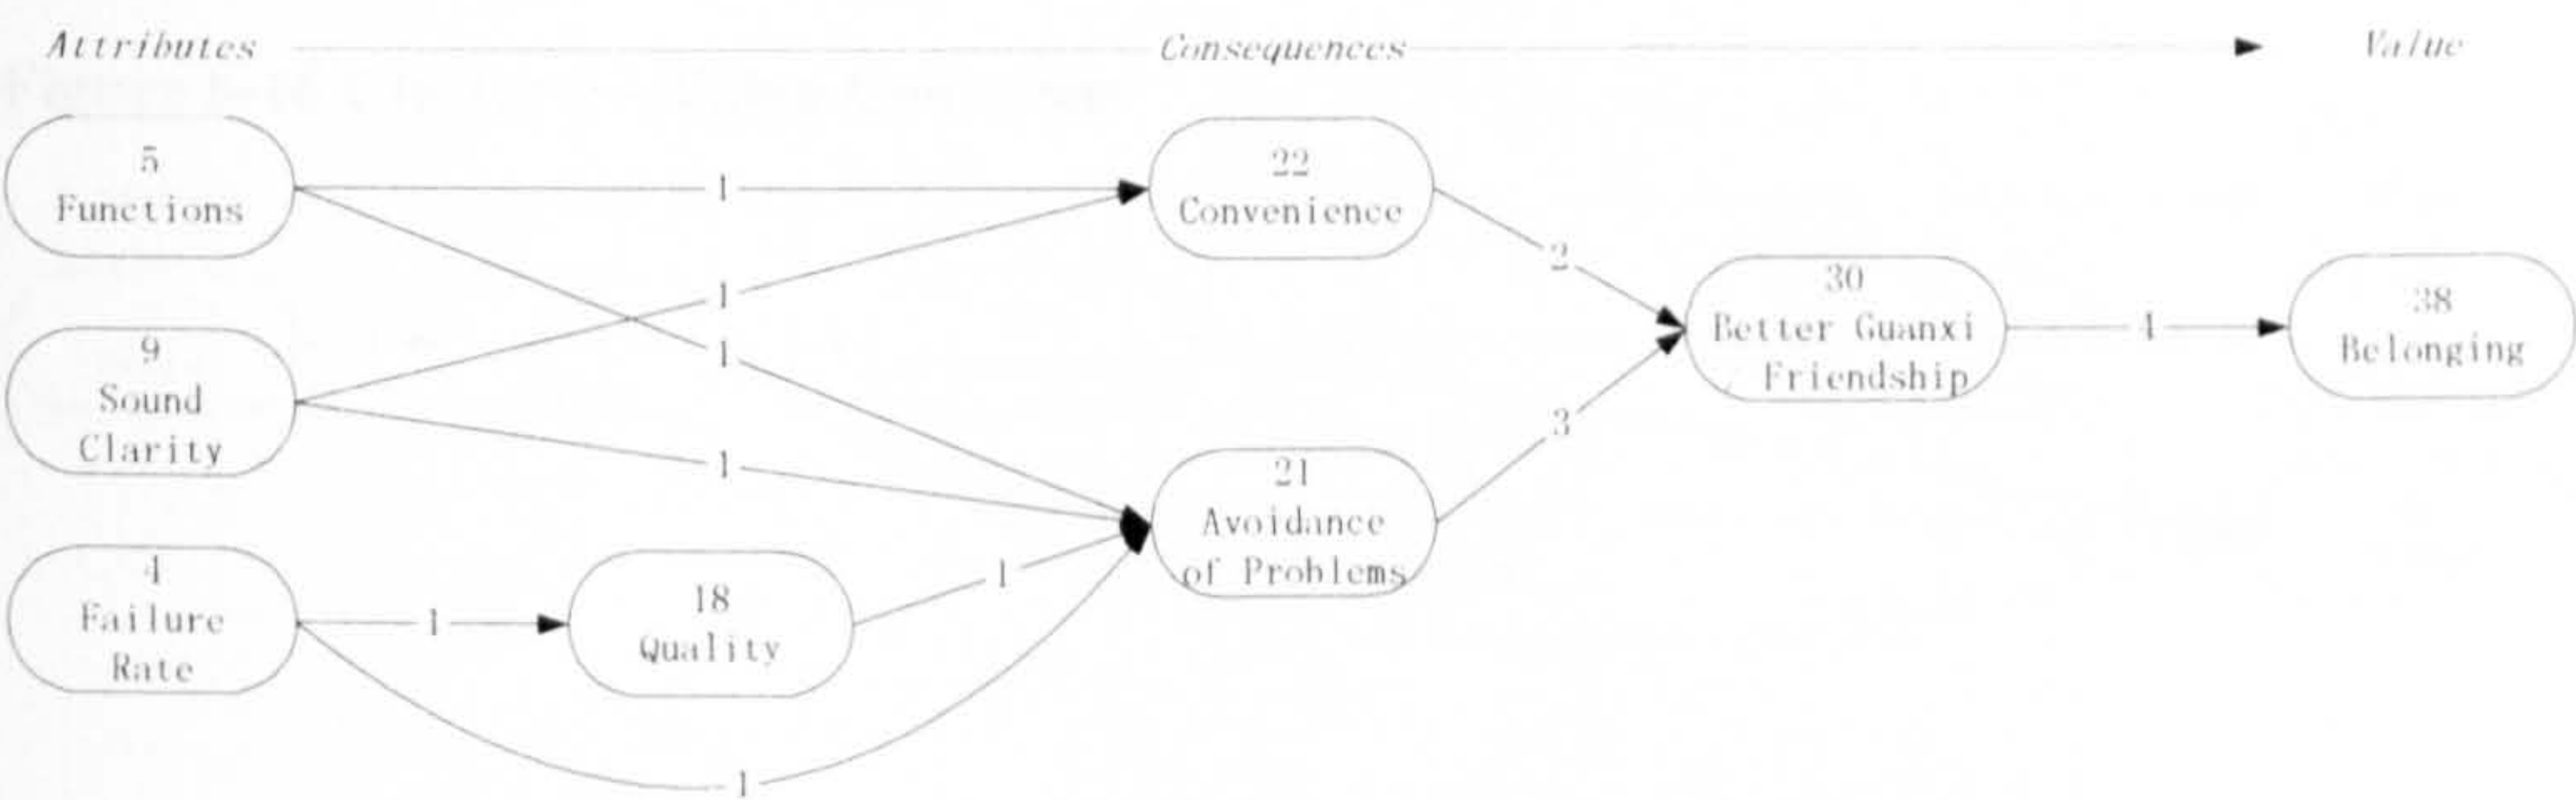 Attributes
Consequences
Value
5
Functions
22
Convenience
1
1
1
1
2
3
9
Sound
Clarity
30
Better Guanxi
Friendship
4
38
Belonging
21
Avoidance
of Problems
4
Failure
Rate
1
18
Quality
1
1